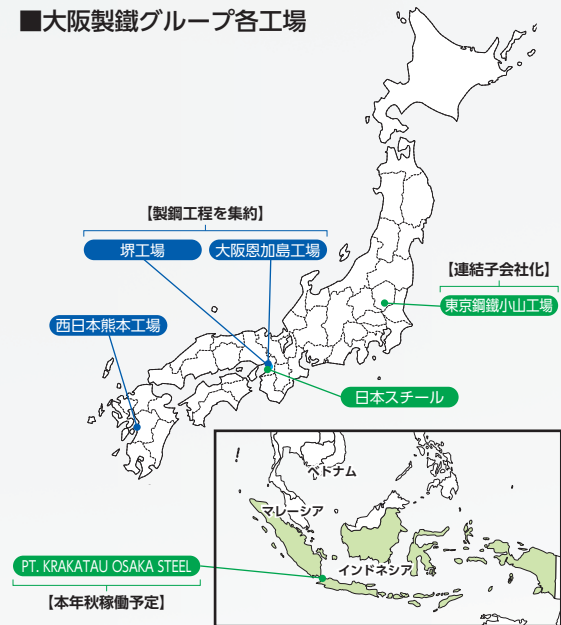 ■大阪製鐵グループ各工場
【製鋼工程を集約】
堺工場
大阪恩加島工場
【連結子会社化】
東京鋼鐵小山工場
西日本熊本工場
日本スチール
ベトナム
マレーシア
インドネシア
PT. KRAKATAU OSAKA STEEL
【本年秋稼働予定】